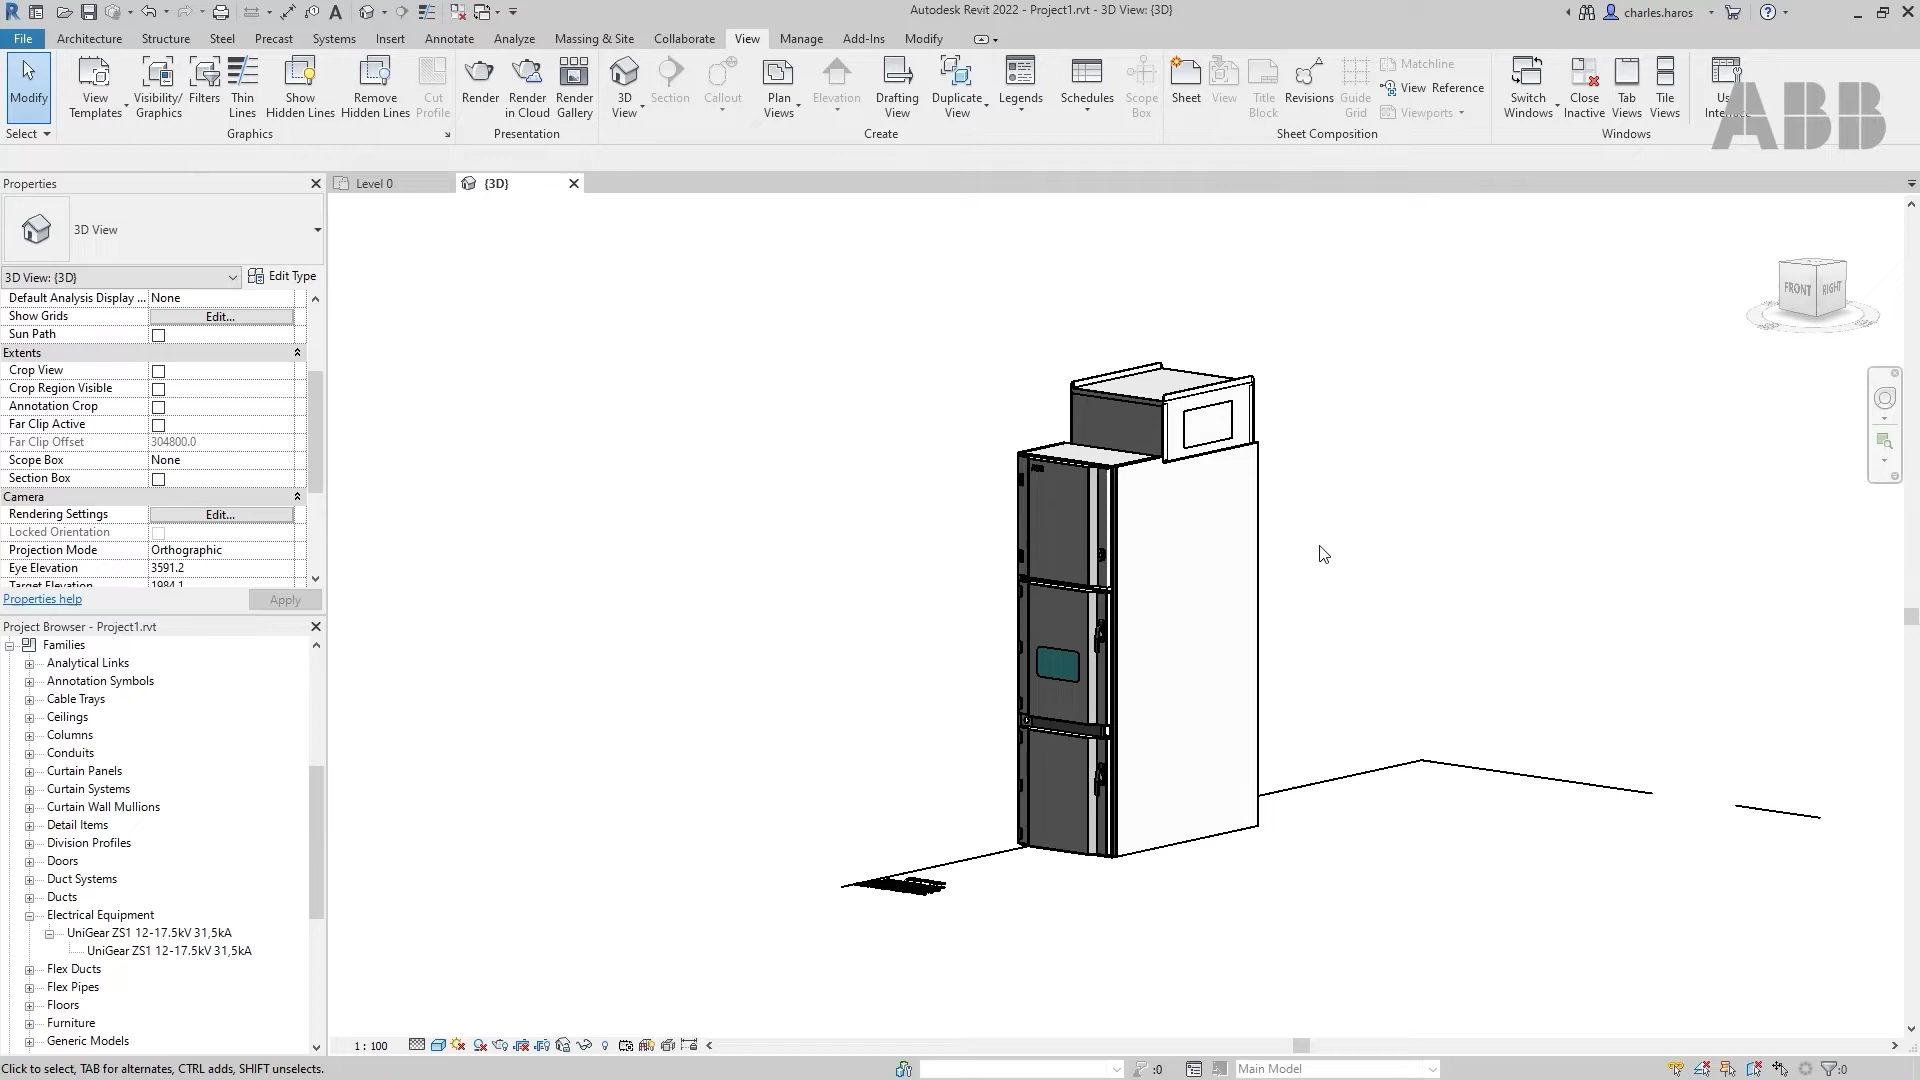 Autodesk Revit 2022 - Project1.rvt - 3D View: {3D}
charles.haros
File Architecture Structure Steel Precast Systems Insert Annotate Analyze Massing & Site Collaborate View Manage Add-Ins Modify
Modify
View Templates
Visibility/ Graphics
Filters
Thin Lines
Show Hidden Lines
Remove Hidden Lines
Cut Profile
Render
Render in Cloud
Render Gallery
3D View
Section
Callout
Plan Views
Elevation
Drafting View
Duplicate View
Legends
Schedules
Scope Box
Sheet
View
Title Block
Revisions
Guide Grid
Matchline
View Reference
Viewports
Switch Windows
Close Inactive
Tab Views
Tile Views
ABB
Select Graphics Presentation Create Sheet Composition Windows
Properties
Level 0
{3D}
3D View
3D View: {3D}
Edit Type
Default Analysis Display ... None
Show Grids Edit...
Sun Path
Extents
Crop View
Crop Region Visible
Annotation Crop
Far Clip Active
Far Clip Offset 304800.0
Scope Box None
Section Box
Camera
Rendering Settings Edit...
Locked Orientation
Projection Mode Orthographic
Eye Elevation 3591.2
Target Elevation 1984.1
Properties help
Apply
FRONT RIGHT
Project Browser - Project1.rvt
Families
Analytical Links
Annotation Symbols
Cable Trays
Ceilings
Columns
Conduits
Curtain Panels
Curtain Systems
Curtain Wall Mullions
Detail Items
Division Profiles
Doors
Duct Systems
Ducts
Electrical Equipment
UniGear ZS1 12-17.5kV 31,5kA
UniGear ZS1 12-17.5kV 31,5kA
Flex Ducts
Flex Pipes
Floors
Furniture
Generic Models
1 : 100
Click to select, TAB for alternates, CTRL adds, SHIFT unselects.
:0
Main Model
:0